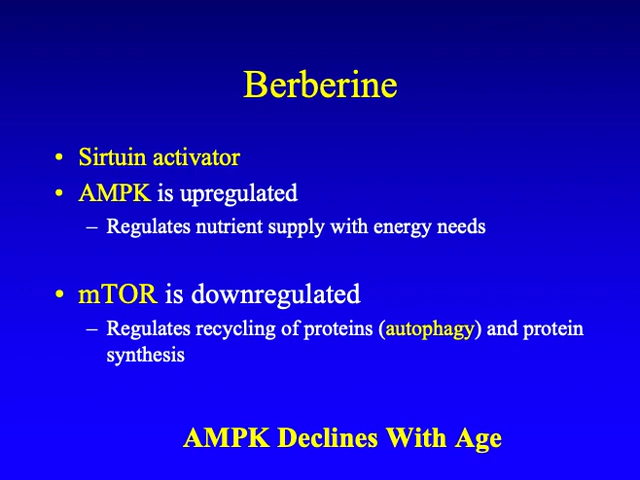 Berberine
• Sirtuin activator
• AMPK is upregulated
– Regulates nutrient supply with energy needs
• mTOR is downregulated
– Regulates recycling of proteins (autophagy) and protein
synthesis
AMPK Declines With Age